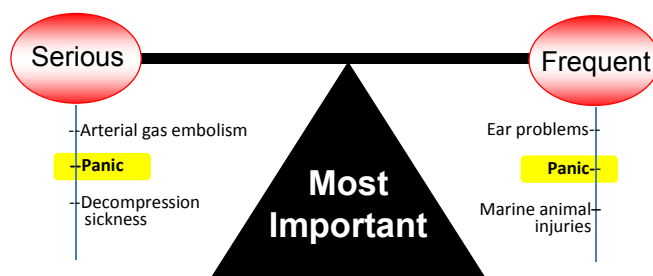 Serious
Frequent
--Arterial gas embolism
--Panic
--Decompression
sickness
Most
Important
Ear problems--
Panic--
Marine animal--
injuries